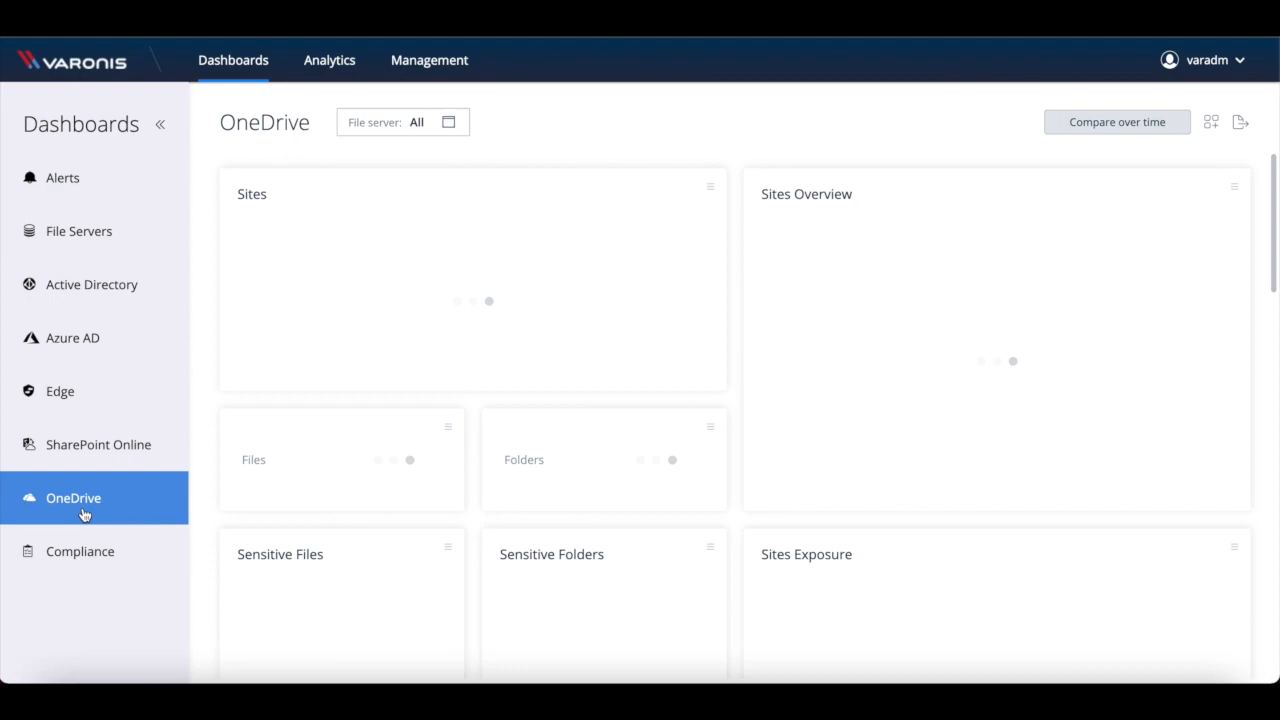 VARONIS
Dashboards
Analytics
Management
varadm
Dashboards
Alerts
File Servers
Active Directory
Azure AD
Edge
SharePoint Online
OneDrive
Compliance
OneDrive
File server: All
Compare over time
Sites
Sites Overview
Files
Folders
Sensitive Files
Sensitive Folders
Sites Exposure